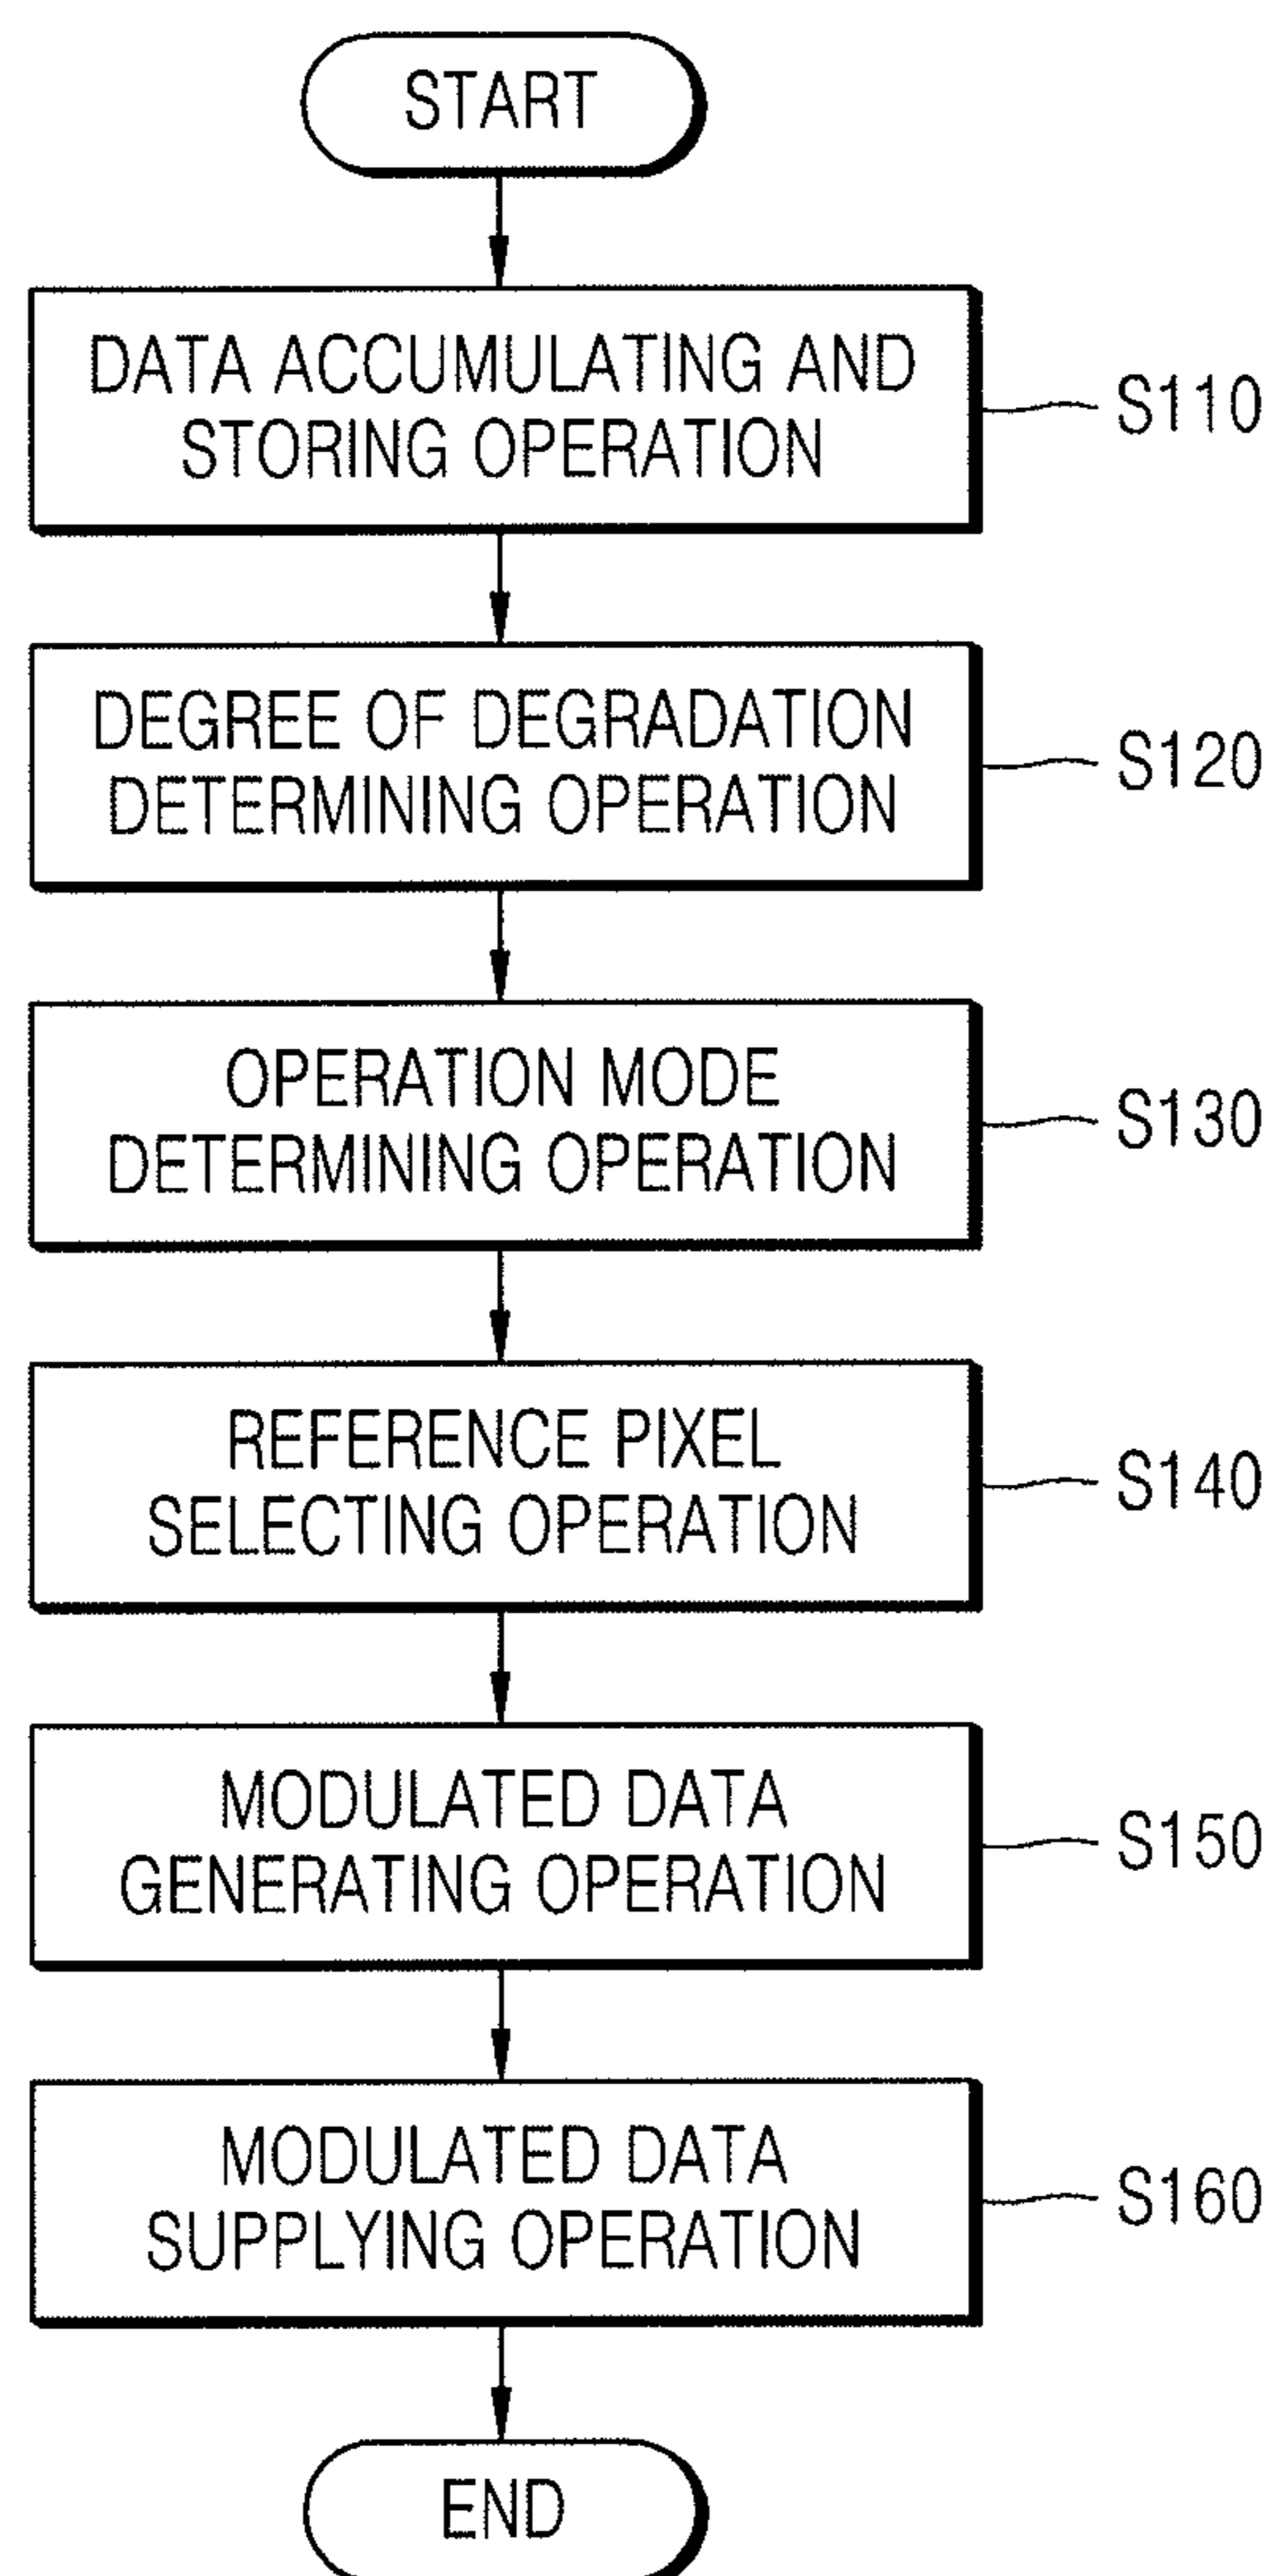 START
DATA ACCUMULATING AND
STORING OPERATION
S110
DEGREE OF DEGRADATION
DETERMINING OPERATION
S120
OPERATION MODE
DETERMINING OPERATION
S130
REFERENCE PIXEL
SELECTING OPERATION
S140
MODULATED DATA
GENERATING OPERATION
S150
MODULATED DATA
SUPPLYING OPERATION
S160
END